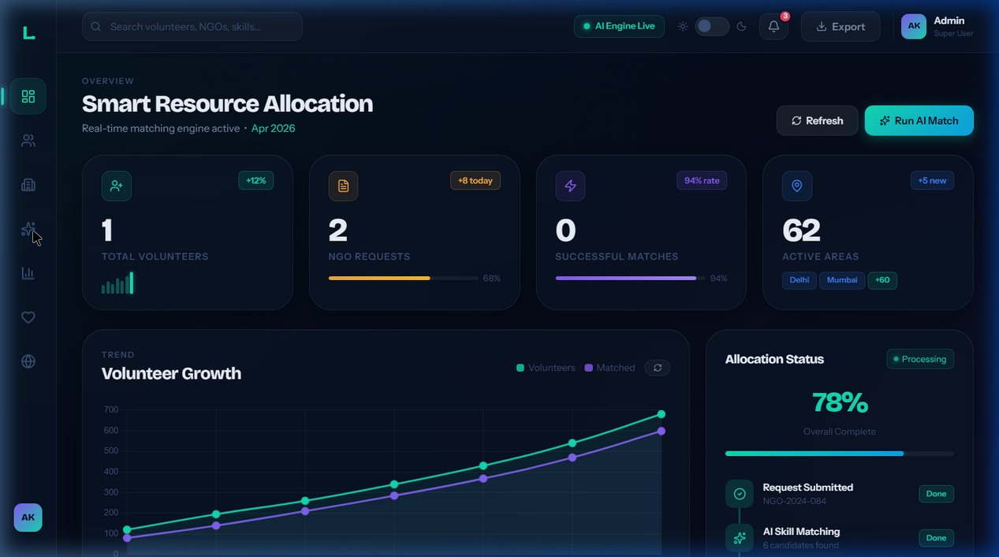 L.
Search volunteers, NGOs, skills...
AI Engine Live
3
Export
AK
Admin
Super User
OVERVIEW
Smart Resource Allocation
Real-time matching engine active • Apr 2026
Refresh
Run AI Match
+12%
1
TOTAL VOLUNTEERS
+8 today
2
NGO REQUESTS
68%
94% rate
0
SUCCESSFUL MATCHES
94%
+5 new
62
ACTIVE AREAS
Delhi
Mumbai
+60
TREND
Volunteer Growth
Volunteers
Matched
700
600
500
400
300
200
100
0
Allocation Status
Processing
78%
Overall Complete
Request Submitted
NGO-2024-084
Done
AI Skill Matching
6 candidates found
Done
AK